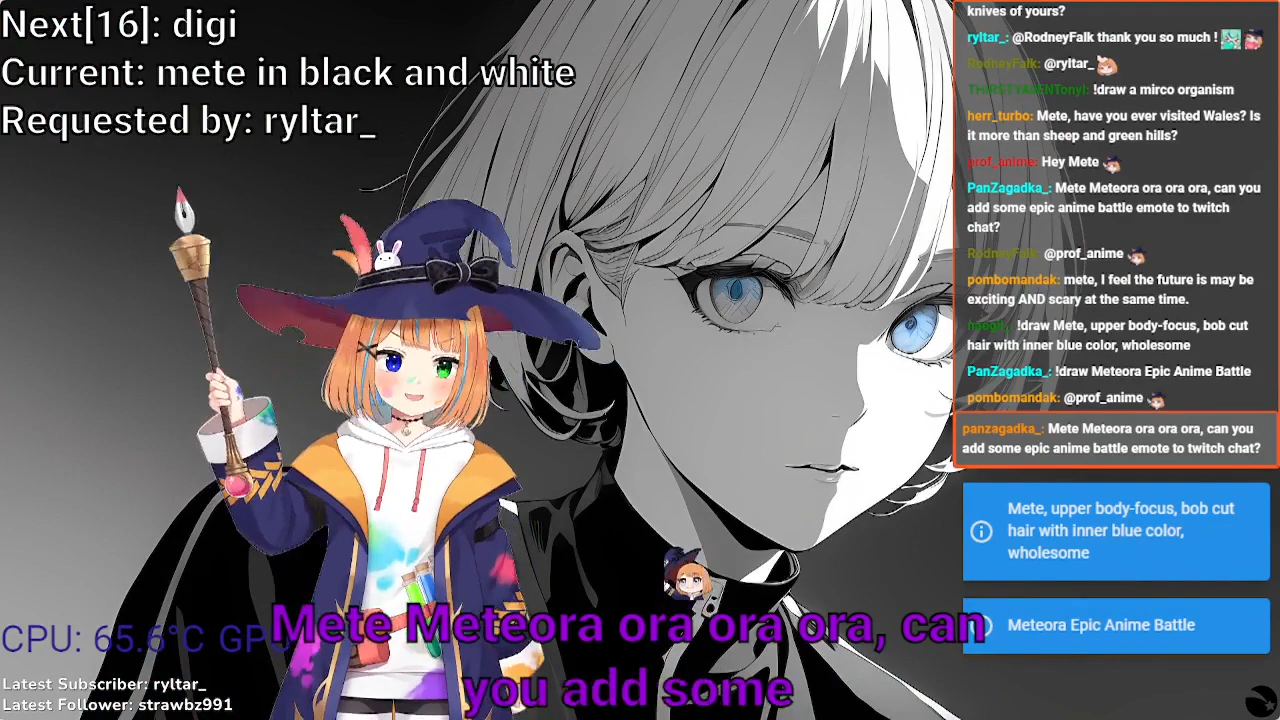 Next[16]: digi
Current: mete in black and white
Requested by: ryltar_
knives of yours?
ryltar_: @RodneyFalk thank you so much !
RodneyFalk: @ryltar_
!draw a mirco organism
herr_turbo: Mete, have you ever visited Wales? Is
it more than sheep and green hills?
prof_anime: Hey Mete
PanZagadka_: Mete Meteora ora ora ora, can you
add some epic anime battle emote to twitch
chat?
RodneyFalk: @prof_anime
pombomandak: mete, I feel the future is may be
exciting AND scary at the same time.
!draw Mete, upper body-focus, bob cut
hair with inner blue color, wholesome
PanZagadka_: !draw Meteora Epic Anime Battle
pombomandak: @prof_anime
panzagadka_: Mete Meteora ora ora ora, can you
add some epic anime battle emote to twitch chat?
Mete, upper body-focus, bob cut
hair with inner blue color,
wholesome
Meteora Epic Anime Battle
CPU: 65.6°C
Mete Meteora ora ora ora, can
you add some
Latest Subscriber: ryltar_
Latest Follower: strawbz991